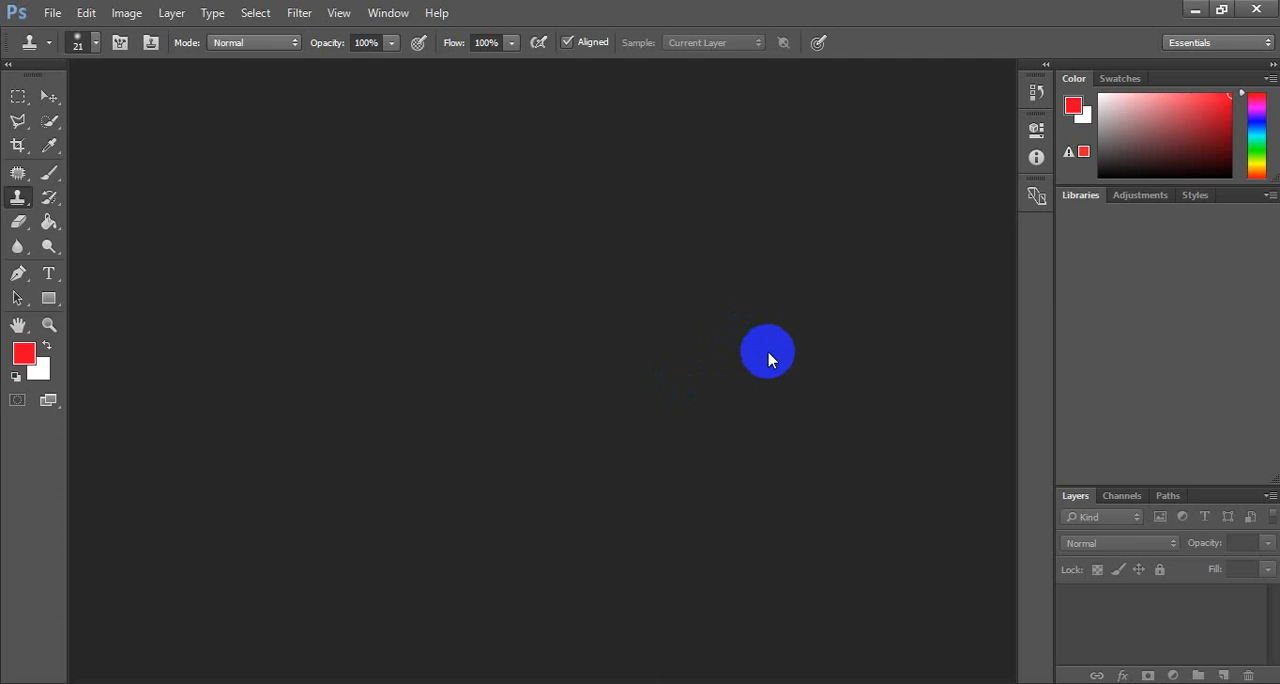 Ps File Edit Image Layer Type Select Filter View Window Help
21 Mode: Normal Opacity: 100% Flow: 100% Aligned Sample: Current Layer Essentials
Color Swatches
Libraries Adjustments Styles
T
Layers Channels Paths
Kind T
Normal Opacity:
Lock: Fill:
fx